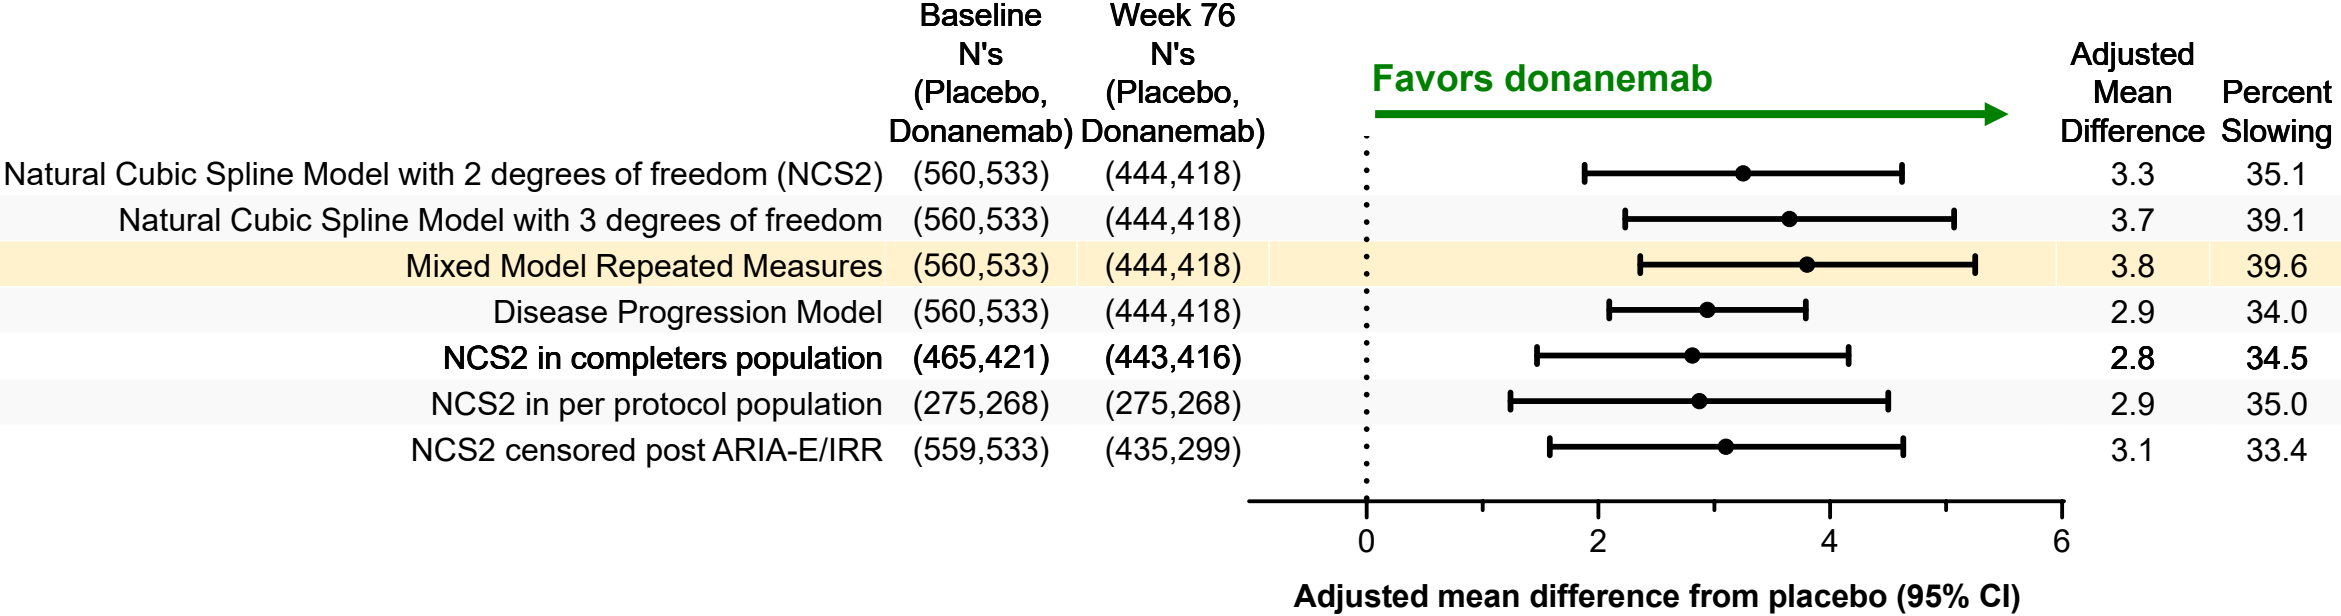 Baseline N's (Placebo, Donanemab)
Week 76 N's (Placebo, Donanemab)
Favors donanemab
Adjusted Mean Difference
Percent Slowing
Natural Cubic Spline Model with 2 degrees of freedom (NCS2) (560,533) (444,418) 3.3 35.1
Natural Cubic Spline Model with 3 degrees of freedom (560,533) (444,418) 3.7 39.1
Mixed Model Repeated Measures (560,533) (444,418) 3.8 39.6
Disease Progression Model (560,533) (444,418) 2.9 34.0
NCS2 in completers population (465,421) (443,416) 2.8 34.5
NCS2 in per protocol population (275,268) (275,268) 2.9 35.0
NCS2 censored post ARIA-E/IRR (559,533) (435,299) 3.1 33.4
0 2 4 6
Adjusted mean difference from placebo (95% CI)